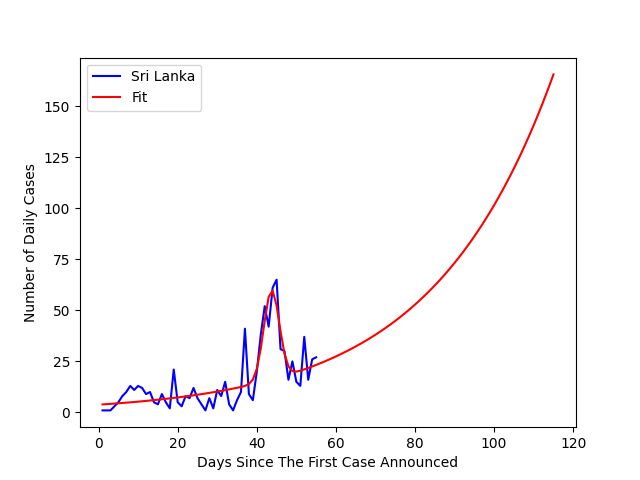 Sri Lanka
Fit
Number of Daily Cases
150
125
100
75
50
25
0
0 20 40 60 80 100 120
Days Since The First Case Announced